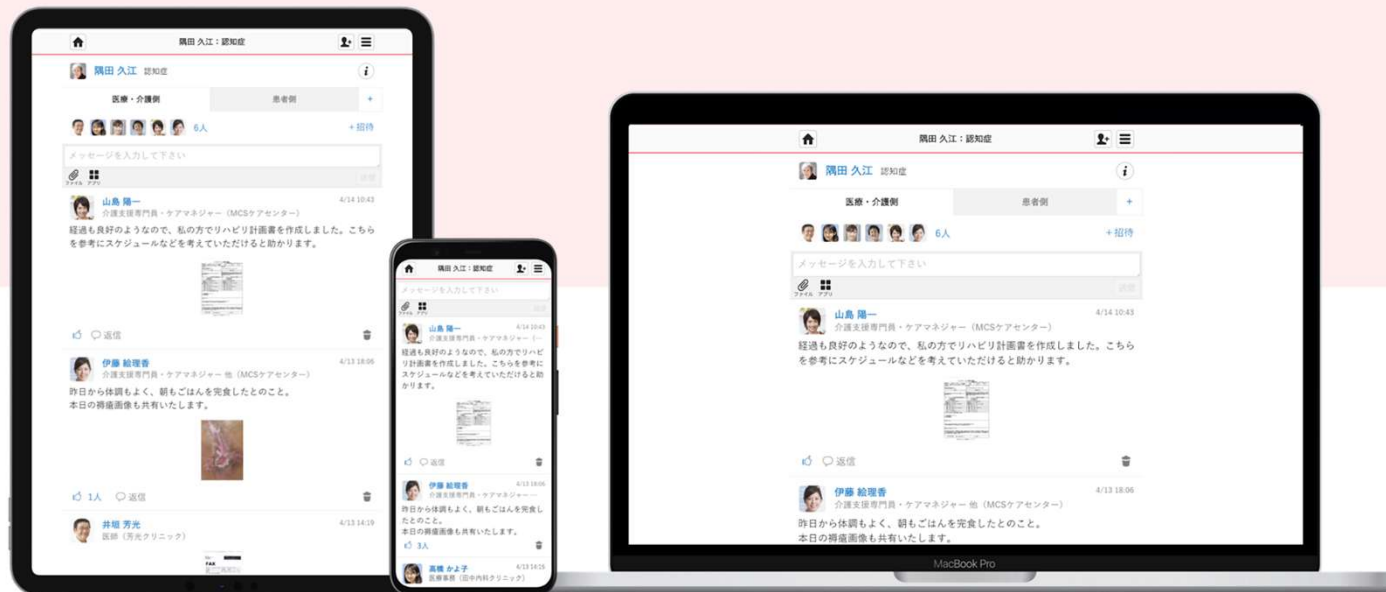 隅田 久江：認知症
隅田 久江 認知症
i
医療・介護側 患者側 +
6人 +招待
メッセージを入力して下さい
ファイル アプリ 送信
山島 陽一 4/14 10:43
介護支援専門員・ケアマネジャー（MCSケアセンター）
経過も良好のようなので、私の方でリハビリ計画書を作成しました。こちら
を参考にスケジュールなどを考えていただけると助かります。
返信
伊藤 絵理香 4/13 18:06
介護支援専門員・ケアマネジャー 他（MCSケアセンター）
昨日から体調もよく、朝もごはんを完食したとのこと。
本日の褥瘡画像も共有いたします。
1人 返信
井垣 芳光 4/13 14:19
医師（芳光クリニック）
FAX
隅田 久江：認知症
メッセージを入力して下さい
ファイル アプリ 送信
山島 陽一 4/14 10:43
介護支援専門員・ケアマネジャー（…
経過も良好のようなので、私の方でリハビ
リ計画書を作成しました。こちらを参考に
スケジュールなどを考えていただけると助
かります。
返信
伊藤 絵理香 4/13 18:06
介護支援専門員・ケアマネジャー…
昨日から体調もよく、朝もごはんを完食し
たとのこと。
本日の褥瘡画像も共有いたします。
3人
高橋 かよ子 4/13 14:26
医療事務（田中内科クリニック）
隅田 久江：認知症
隅田 久江 認知症
i
医療・介護側 患者側 +
6人 +招待
メッセージを入力して下さい
ファイル アプリ 送信
山島 陽一 4/14 10:43
介護支援専門員・ケアマネジャー（MCSケアセンター）
経過も良好のようなので、私の方でリハビリ計画書を作成しました。こちら
を参考にスケジュールなどを考えていただけると助かります。
返信
伊藤 絵理香 4/13 18:06
介護支援専門員・ケアマネジャー 他（MCSケアセンター）
昨日から体調もよく、朝もごはんを完食したとのこと。
本日の褥瘡画像も共有いたします。
MacBook Pro